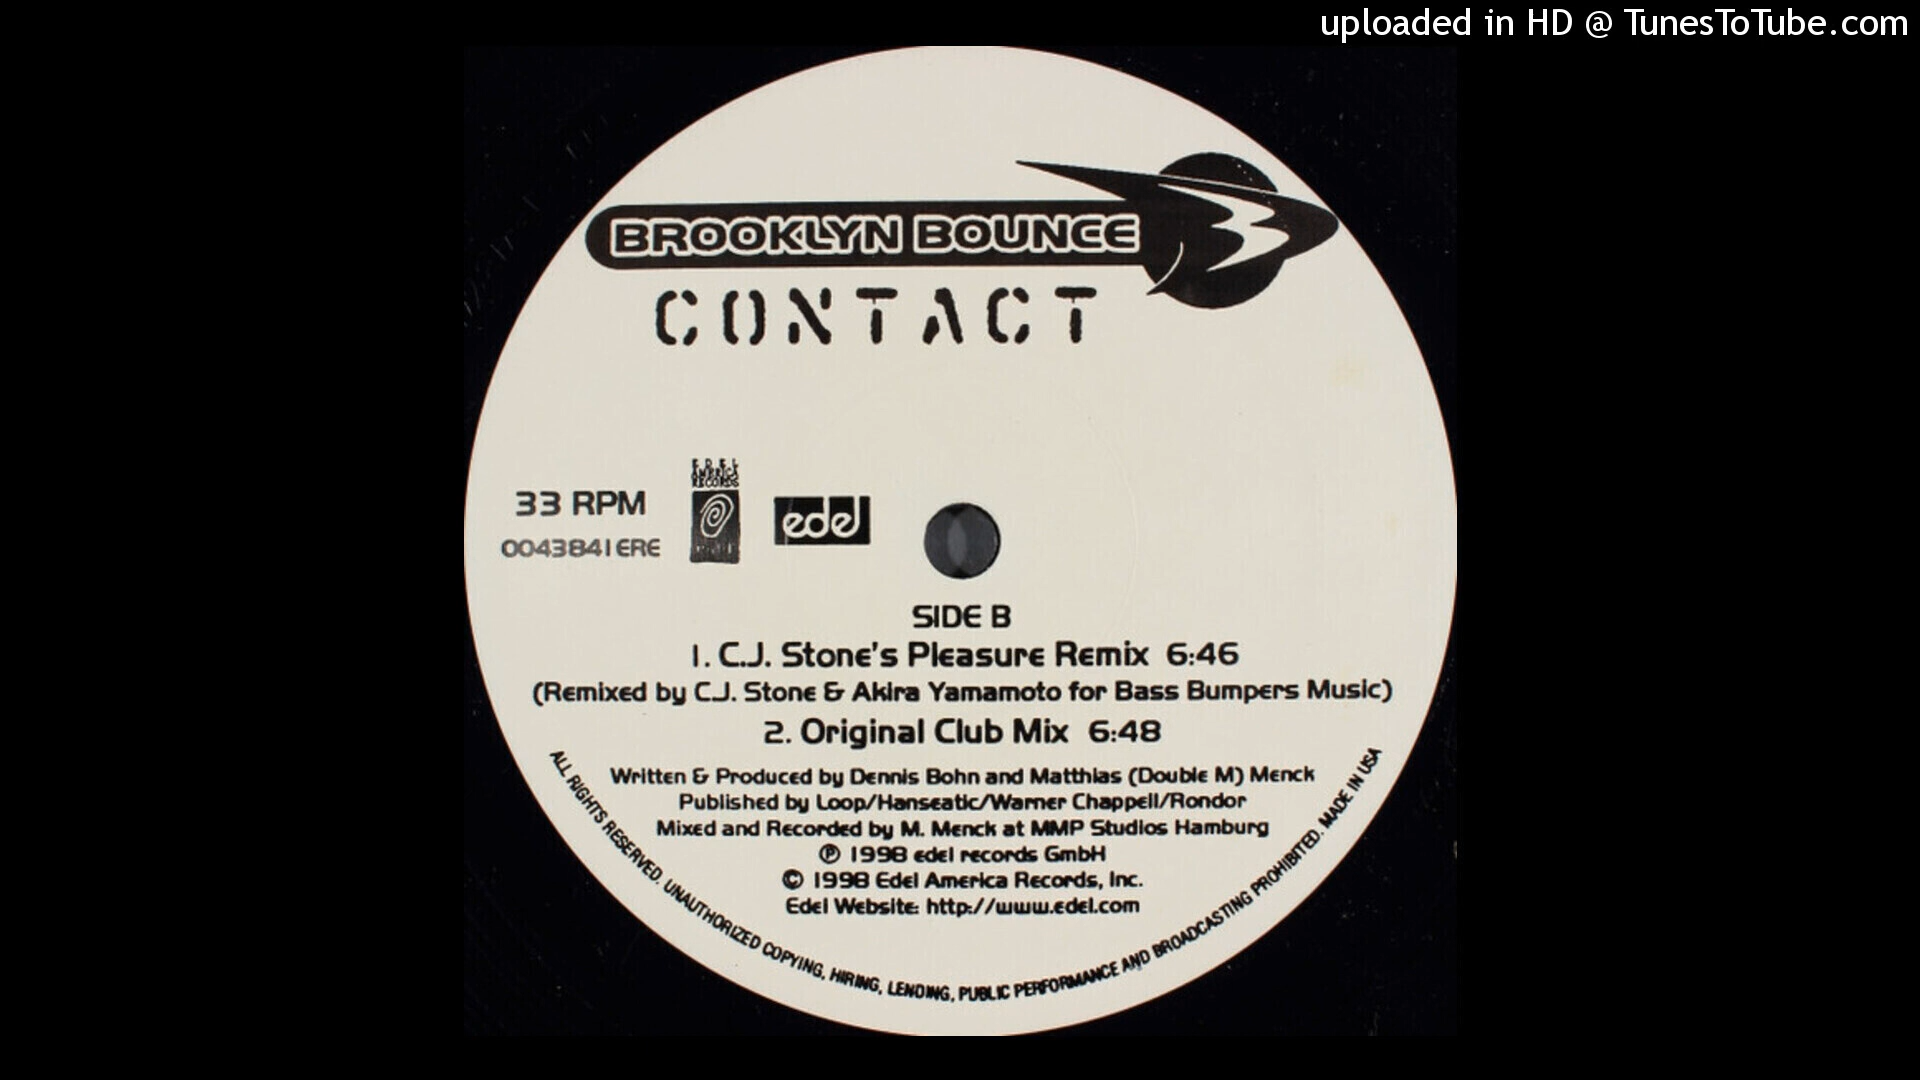 uploaded in HD @ TunesToTube.com
BROOKLYN BOUNCE
CONTACT
EDEL
AMERICA
RECORDS
33 RPM
edel
0043841ERE
SIDE B
1. C.J. Stone's Pleasure Remix 6:46
(Remixed by C.J. Stone & Akira Yamamoto for Bass Bumpers Music)
2. Original Club Mix 6:48
Written & Produced by Dennis Bohn and Matthias (Double M) Menck
Published by Loop/Hanseatic/Warner Chappell/Rondor
Mixed and Recorded by M. Menck at MMP Studios Hamburg
℗ 1998 edel records GmbH
© 1998 Edel America Records, Inc.
Edel Website: http://www.edel.com
ALL RIGHTS RESERVED. UNAUTHORIZED COPYING, HIRING, LENDING, PUBLIC PERFORMANCE AND BROADCASTING PROHIBITED. MADE IN USA